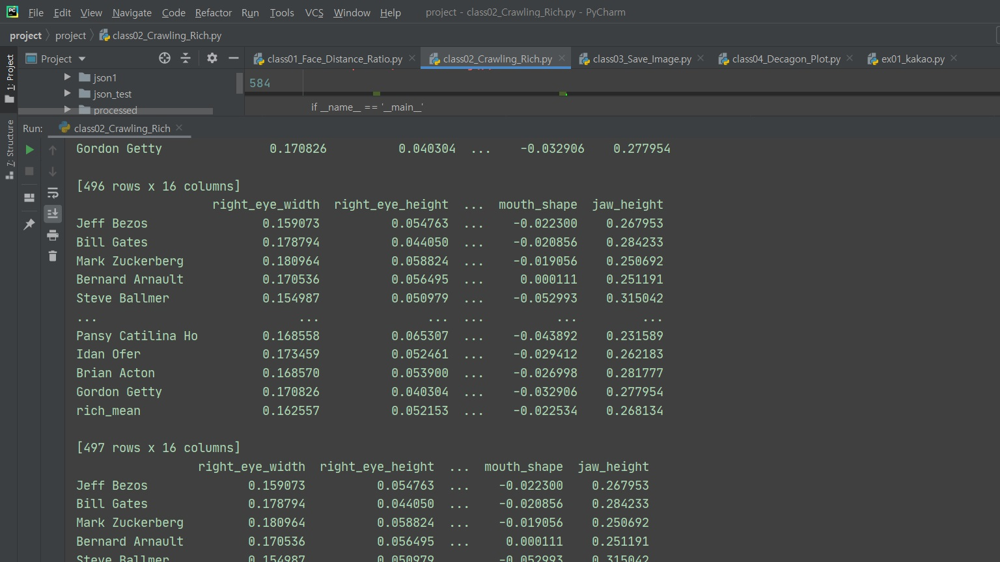 PC File Edit View Navigate Code Refactor Run Tools VCS Window Help project - class02_Crawling_Rich.py - PyCharm
project project class02_Crawling_Rich.py
1: Project
7: Structure
Project
json1
json_test
processed
class01_Face_Distance_Ratio.py class02_Crawling_Rich.py class03_Save_Image.py class04_Decagon_Plot.py ex01_kakao.py
584
if __name__ == '__main__'
Run: class02_Crawling_Rich
Gordon Getty 0.170826 0.040304 ... -0.032906 0.277954
[496 rows x 16 columns]
right_eye_width right_eye_height ... mouth_shape jaw_height
Jeff Bezos 0.159073 0.054763 ... -0.022300 0.267953
Bill Gates 0.178794 0.044050 ... -0.020856 0.284233
Mark Zuckerberg 0.180964 0.058824 ... -0.019056 0.250692
Bernard Arnault 0.170536 0.056495 ... 0.000111 0.251191
Steve Ballmer 0.154987 0.050979 ... -0.052993 0.315042
... ... ... ... ... ...
Pansy Catilina Ho 0.168558 0.065307 ... -0.043892 0.231589
Idan Ofer 0.173459 0.052461 ... -0.029412 0.262183
Brian Acton 0.168570 0.053900 ... -0.026998 0.281777
Gordon Getty 0.170826 0.040304 ... -0.032906 0.277954
rich_mean 0.162557 0.052153 ... -0.022534 0.268134
[497 rows x 16 columns]
right_eye_width right_eye_height ... mouth_shape jaw_height
Jeff Bezos 0.159073 0.054763 ... -0.022300 0.267953
Bill Gates 0.178794 0.044050 ... -0.020856 0.284233
Mark Zuckerberg 0.180964 0.058824 ... -0.019056 0.250692
Bernard Arnault 0.170536 0.056495 ... 0.000111 0.251191
Steve Ballmer 0.154987 0.050979 ... -0.052993 0.315042